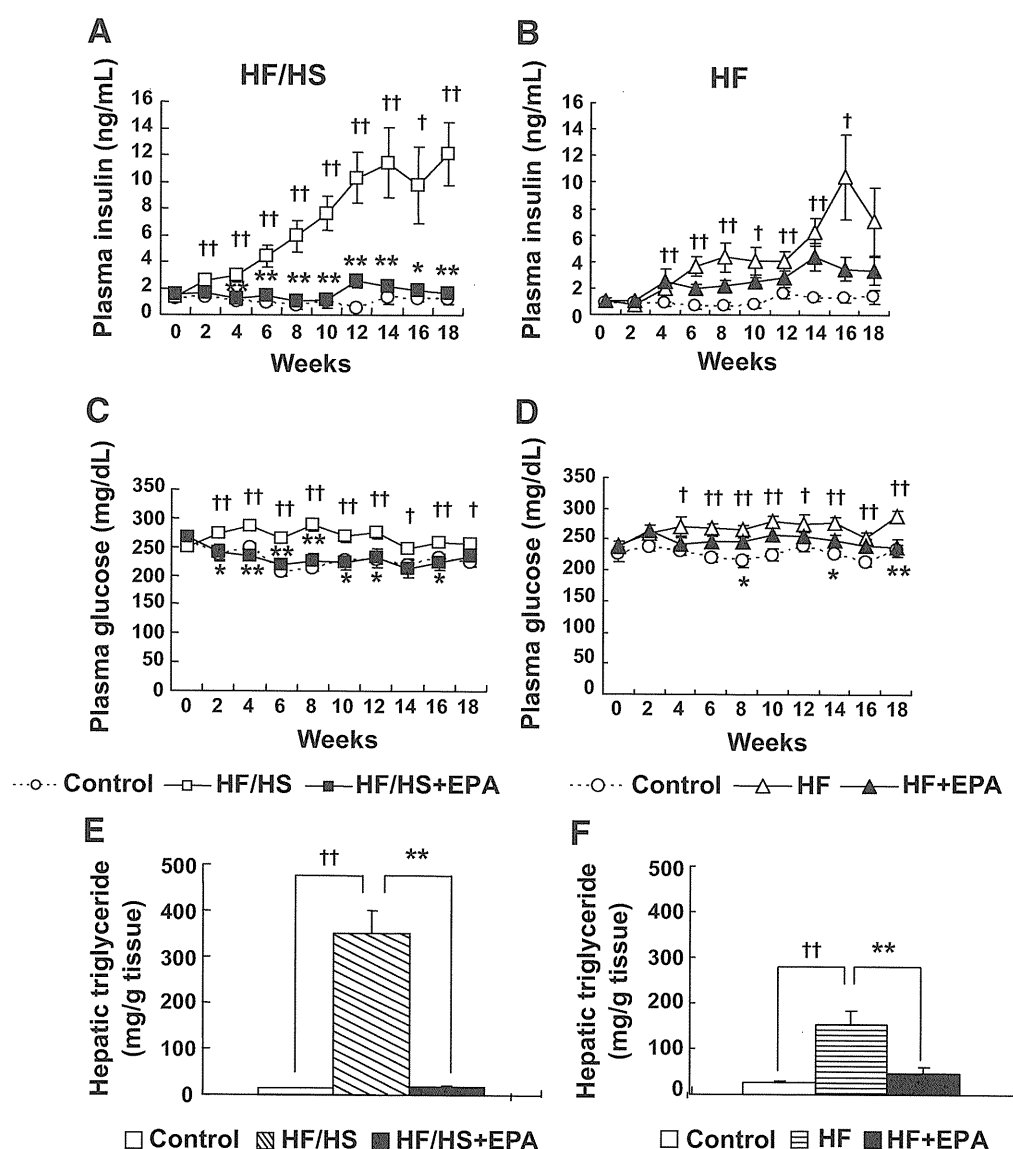 A
HF/HS
Plasma insulin (ng/mL)
16
14
12
10
8
6
4
2
0
†† †† †† †† †† †† †† † ††
** ** ** ** ** ** * **
0 2 4 6 8 10 12 14 16 18
Weeks
B
HF
Plasma insulin (ng/mL)
16
14
12
10
8
6
4
2
0
†† †† †† † †† †† †
0 2 4 6 8 10 12 14 16 18
Weeks
C
Plasma glucose (mg/dL)
350
300
250
200
150
100
50
0
†† †† †† †† †† †† † †† †
* ** ** ** * * *
0 2 4 6 8 10 12 14 16 18
Weeks
D
Plasma glucose (mg/dL)
350
300
250
200
150
100
50
0
† †† †† †† † †† †† ††
* * **
0 2 4 6 8 10 12 14 16 18
Weeks
Control HF/HS HF/HS+EPA
Control HF HF+EPA
E
Hepatic triglyceride
(mg/g tissue)
500
400
300
200
100
0
†† **
Control HF/HS HF/HS+EPA
F
Hepatic triglyceride
(mg/g tissue)
500
400
300
200
100
0
†† **
Control HF HF+EPA